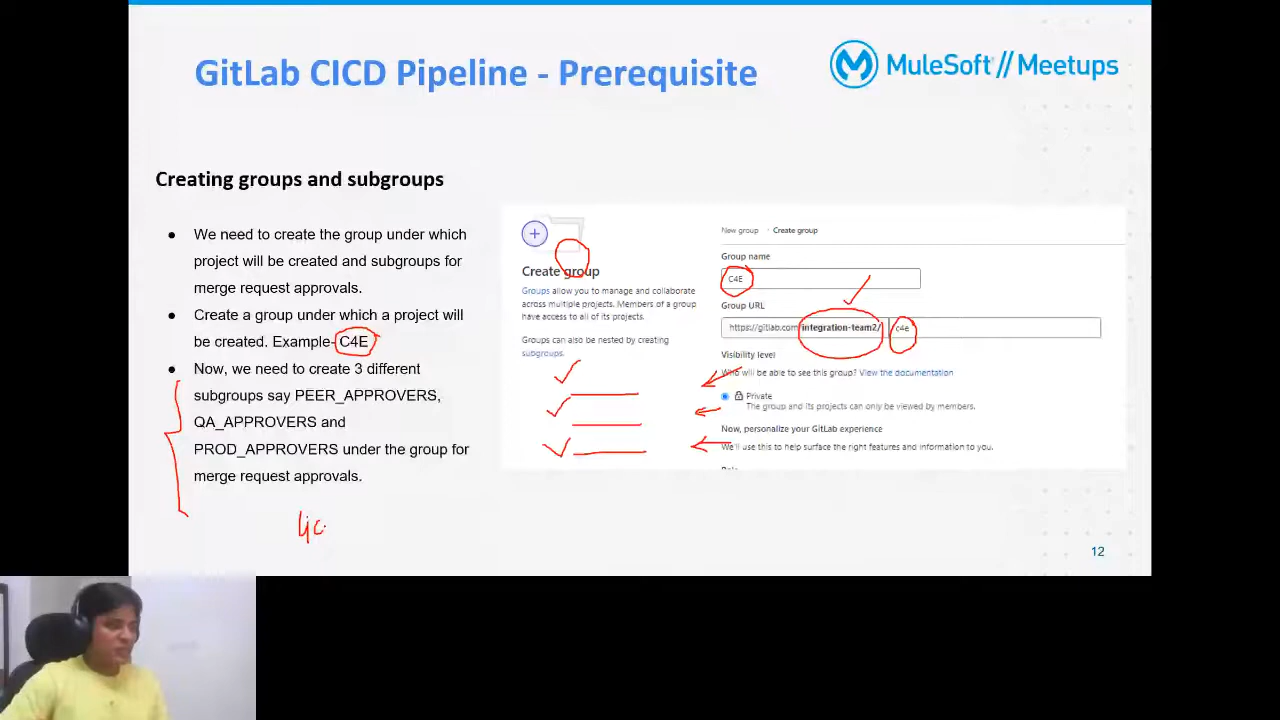 GitLab CICD Pipeline - Prerequisite
MuleSoft // Meetups
Creating groups and subgroups
● We need to create the group under which
project will be created and subgroups for
merge request approvals.
● Create a group under which a project will
be created. Example- C4E
● Now, we need to create 3 different
subgroups say PEER_APPROVERS,
QA_APPROVERS and
PROD_APPROVERS under the group for
merge request approvals.
Create group
Groups allow you to manage and collaborate
across multiple projects. Members of a group
have access to all of its projects.
Groups can also be nested by creating
subgroups.
New group › Create group
Group name
C4E
Group URL
https://gitlab.com integration-team2/ c4e
Visibility level
Who will be able to see this group? View the documentation
Private
The group and its projects can only be viewed by members.
Now, personalize your GitLab experience
We'll use this to help surface the right features and information to you.
12